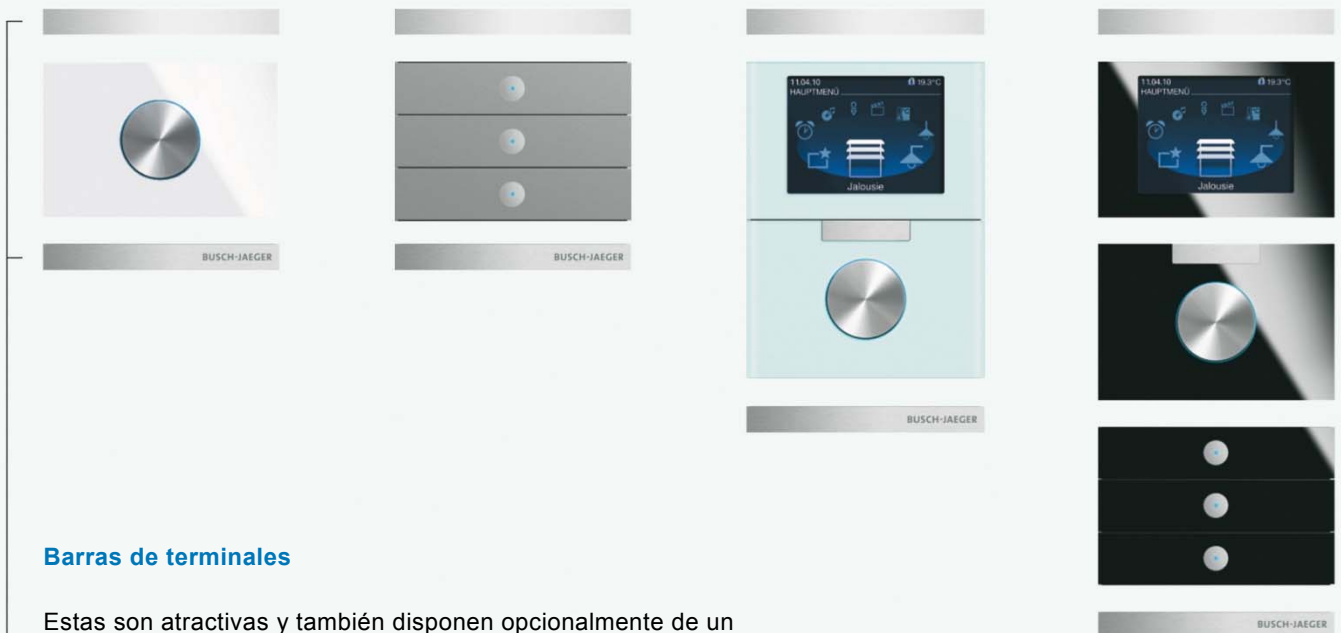 11.04.10 19.3°C
HAUPTMENÜ
Jalousie
11.04.10 19.3°C
HAUPTMENÜ
Jalousie
BUSCH-JAEGER
BUSCH-JAEGER
BUSCH-JAEGER
Barras de terminales
Estas son atractivas y también disponen opcionalmente de un
BUSCH-JAEGER